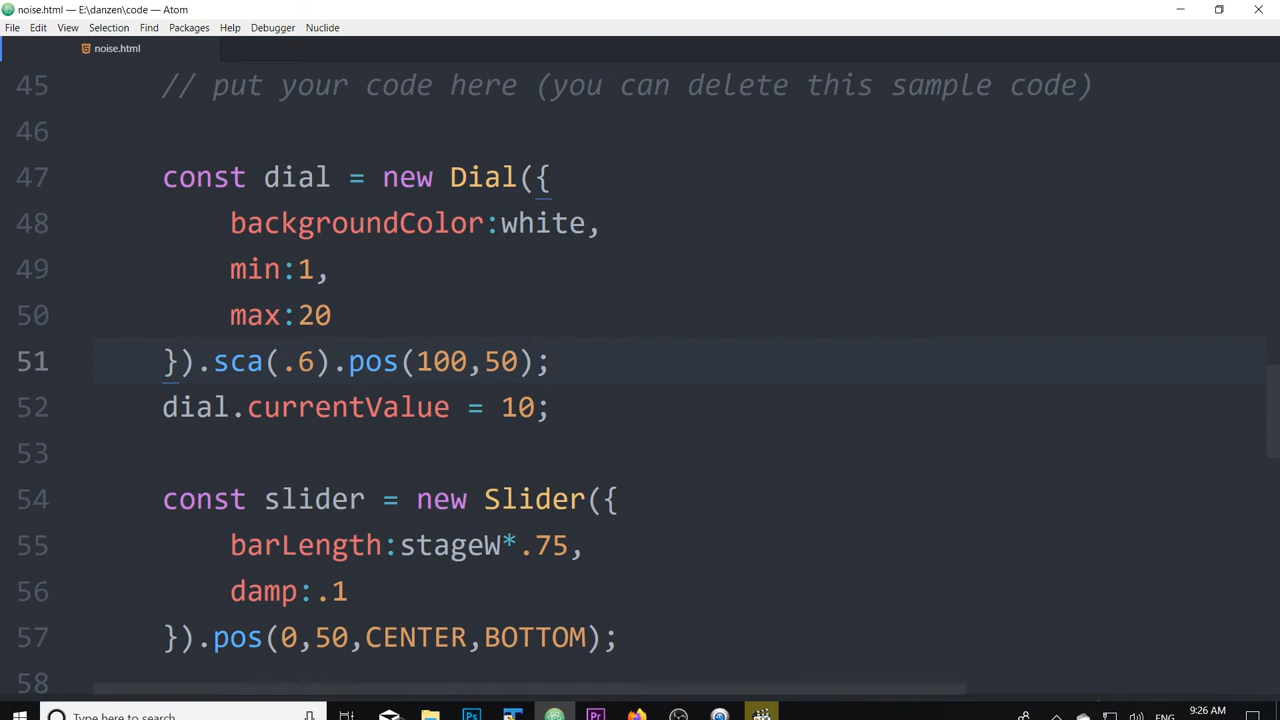 noise.html — E:\danzen\code — Atom
File Edit View Selection Find Packages Help Debugger Nuclide
noise.html
45 // put your code here (you can delete this sample code)
46
47 const dial = new Dial({
48 backgroundColor:white,
49 min:1,
50 max:20
51 }).sca(.6).pos(100,50);
52 dial.currentValue = 10;
53
54 const slider = new Slider({
55 barLength:stageW*.75,
56 damp:.1
57 }).pos(0,50,CENTER,BOTTOM);
58
Type here to search
Ps
Pr
ENG
9:26 AM